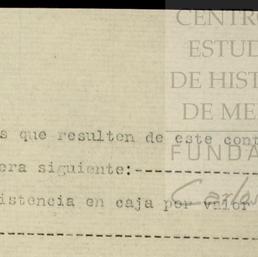 CENTRO
ESTUD
DE HIST
DE ME
FUNDA
Carlos
s que resulten de este con
era siguiente:----------
istencia en caja por valor
------------------------